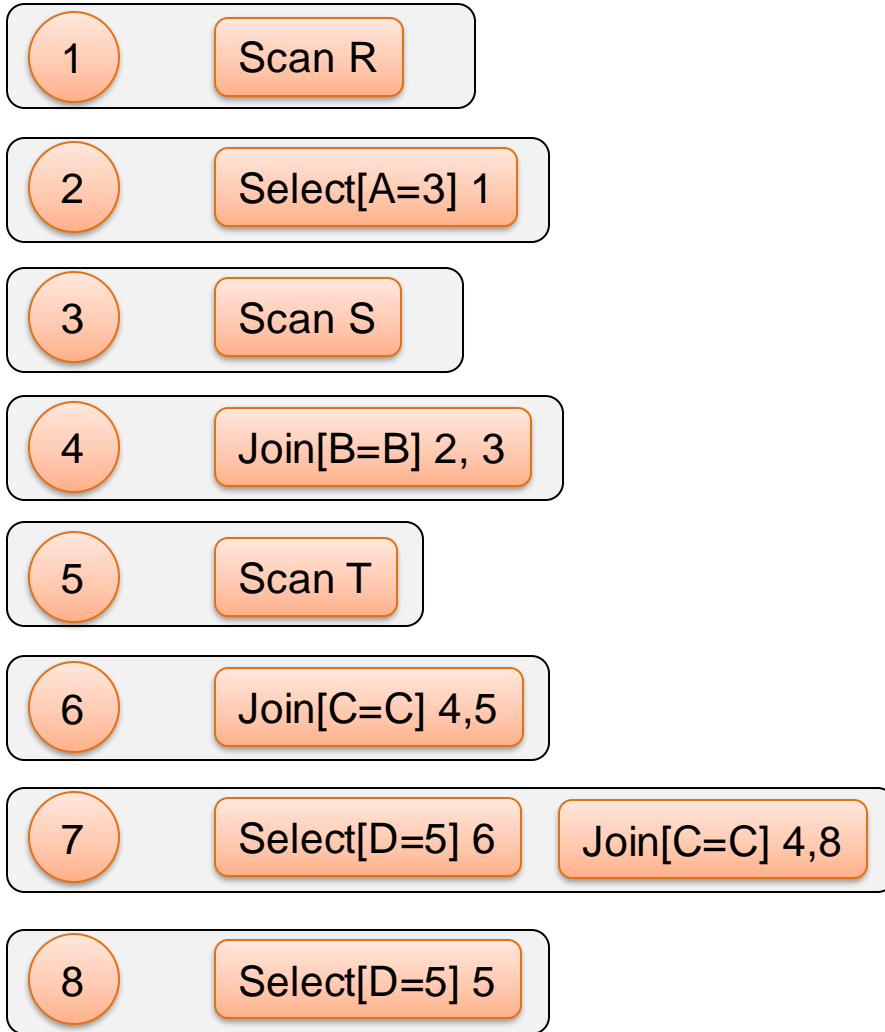 1 Scan R
2 Select[A=3] 1
3 Scan S
4 Join[B=B] 2, 3
5 Scan T
6 Join[C=C] 4,5
7 Select[D=5] 6 Join[C=C] 4,8
8 Select[D=5] 5